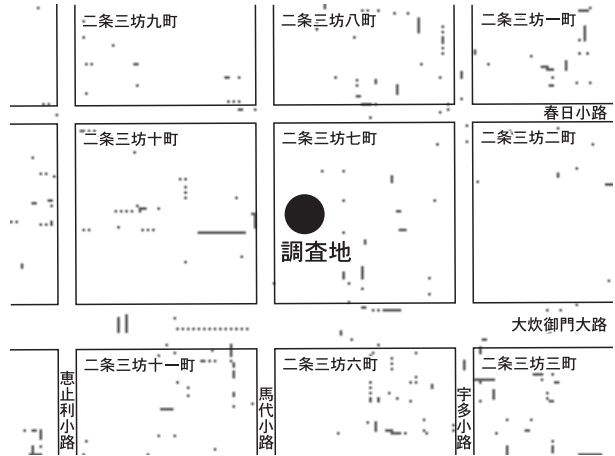 二条三坊九町
二条三坊八町
二条三坊一町
春日小路
二条三坊十町
二条三坊七町
二条三坊二町
調査地
大炊御門大路
二条三坊十一町
二条三坊六町
二条三坊三町
恵止利小路
馬代小路
宇多小路